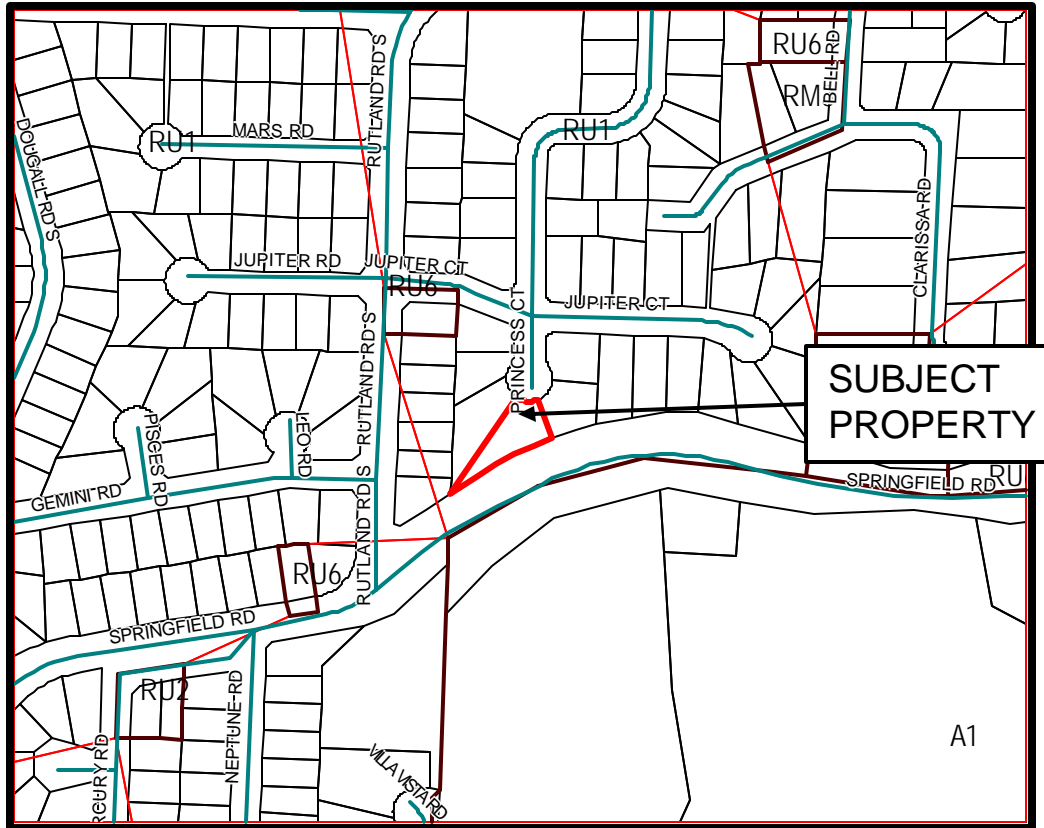 RU6
BELL RD
RM
RUTLAND RD S
DOUGALL RD S
MARS RD
RU1
RU1
CLARISSA RD
JUPITER RD
JUPITER CT
RU6
JUPITER CT
PRINCESS CT
RUTLAND RD S
SUBJECT
PROPERTY
PISCES RD
LEO RD
GEMINI RD
SPRINGFIELD RD
RU
RUTLAND RD S
RU6
SPRINGFIELD RD
RU2
NEPTUNE RD
A1
VILLA VISTA RD
RCURY RD